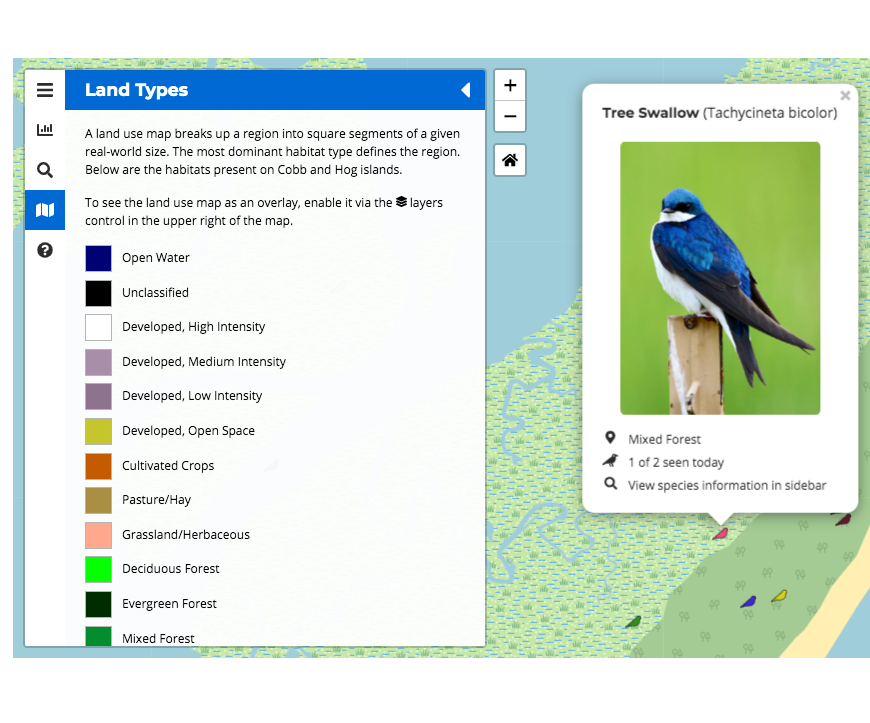 Land Types
A land use map breaks up a region into square segments of a given
real-world size. The most dominant habitat type defines the region.
Below are the habitats present on Cobb and Hog islands.
To see the land use map as an overlay, enable it via the layers
control in the upper right of the map.
Open Water
Unclassified
Developed, High Intensity
Developed, Medium Intensity
Developed, Low Intensity
Developed, Open Space
Cultivated Crops
Pasture/Hay
Grassland/Herbaceous
Deciduous Forest
Evergreen Forest
Mixed Forest
+
−
×
Tree Swallow (Tachycineta bicolor)
Mixed Forest
1 of 2 seen today
View species information in sidebar